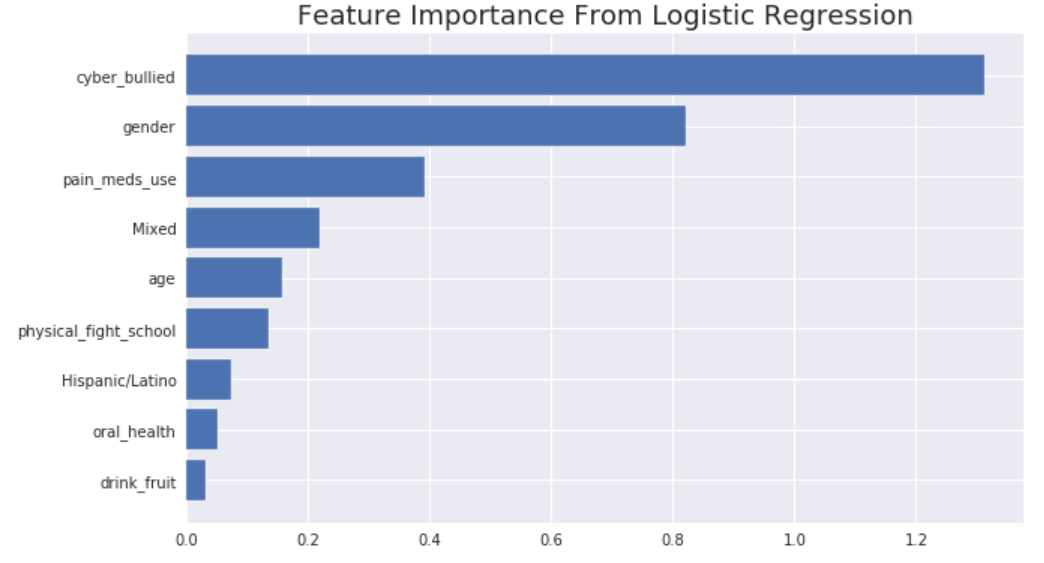 Feature Importance From Logistic Regression
cyber_bullied
gender
pain_meds_use
Mixed
age
physical_fight_school
Hispanic/Latino
oral_health
drink_fruit
0.0 0.2 0.4 0.6 0.8 1.0 1.2